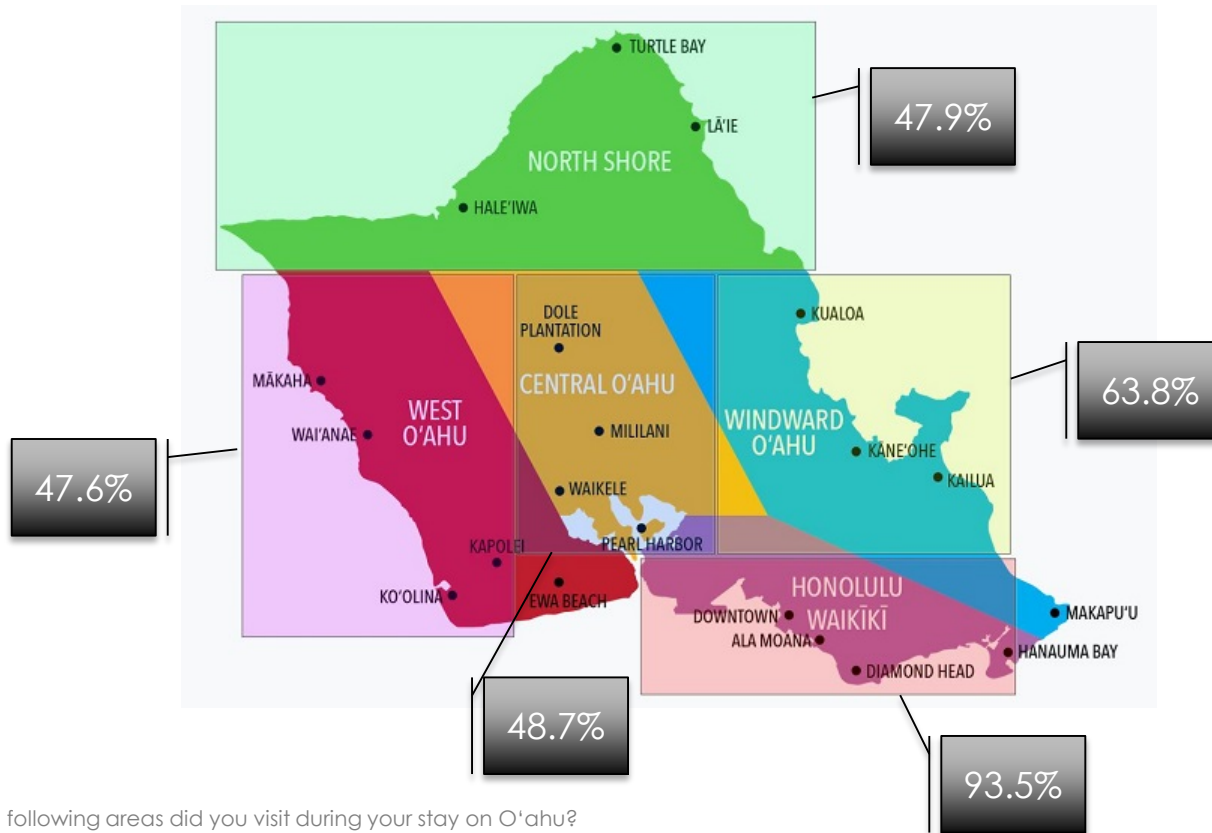 TURTLE BAY
47.9%
LĀ'IE
NORTH SHORE
HALE'IWA
KUALOA
DOLE
PLANTATION
MĀKAHA
CENTRAL O'AHU
63.8%
WEST
O'AHU
WINDWARD
O'AHU
WAI'ANAE
MILILANI
KĀNE'OHE
KAILUA
47.6%
WAIKELE
PEARL HARBOR
KAPOLEI
KO'OLINA
EWA BEACH
HONOLULU
WAIKĪKĪ
DOWNTOWN
MAKAPU'U
ALA MOANA
HANAUMA BAY
DIAMOND HEAD
48.7%
93.5%
following areas did you visit during your stay on Oʻahu?